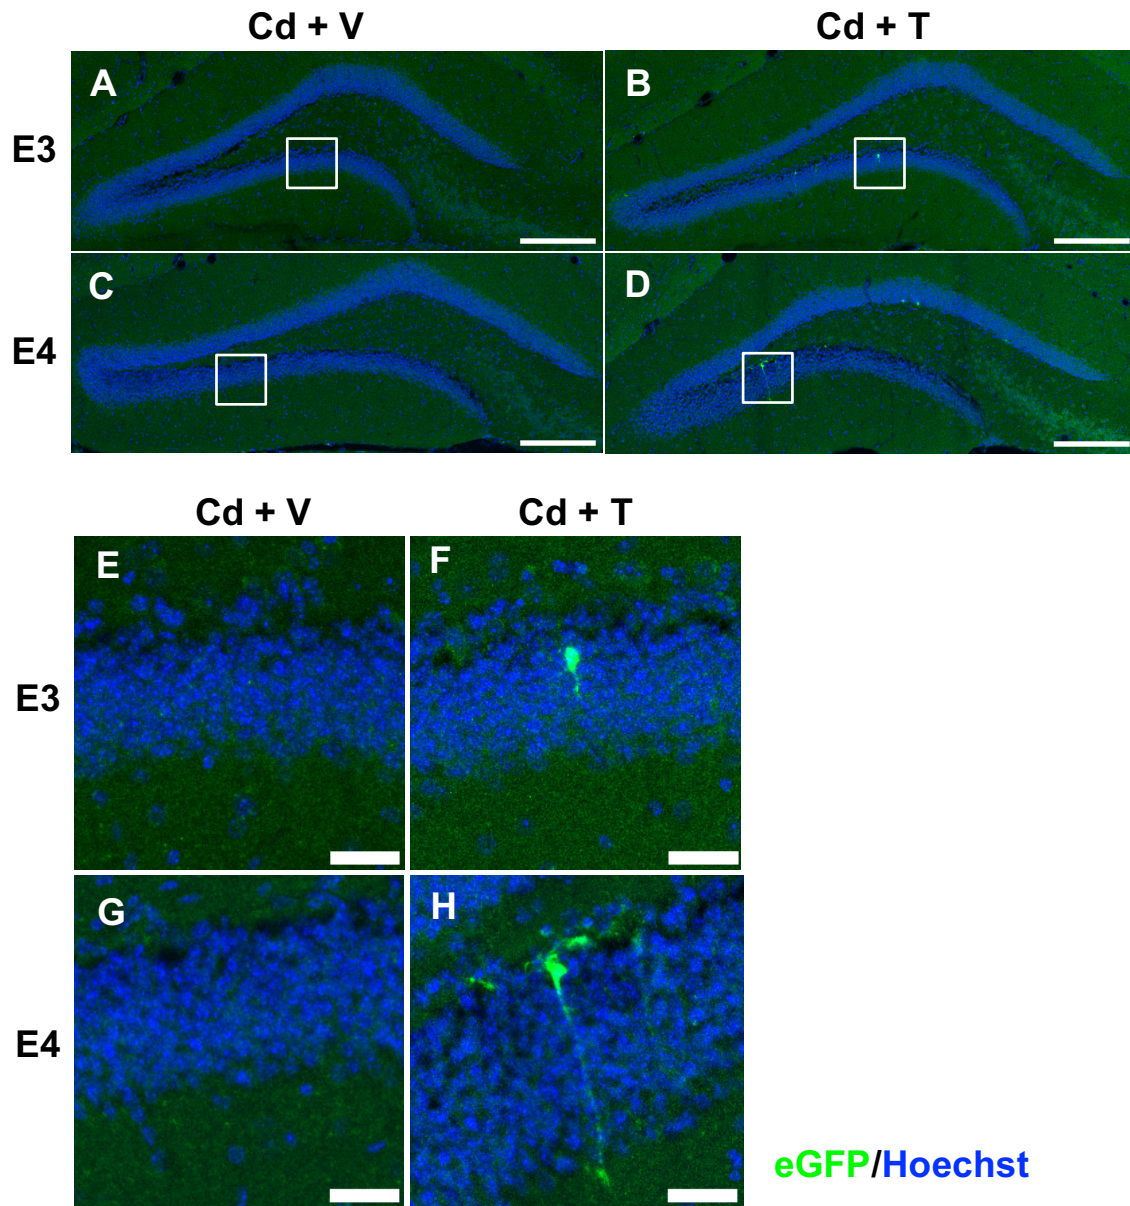 Cd + V Cd + T
A B
E3
C D
E4
Cd + V Cd + T
E F
E3
G H
E4
eGFP/Hoechst